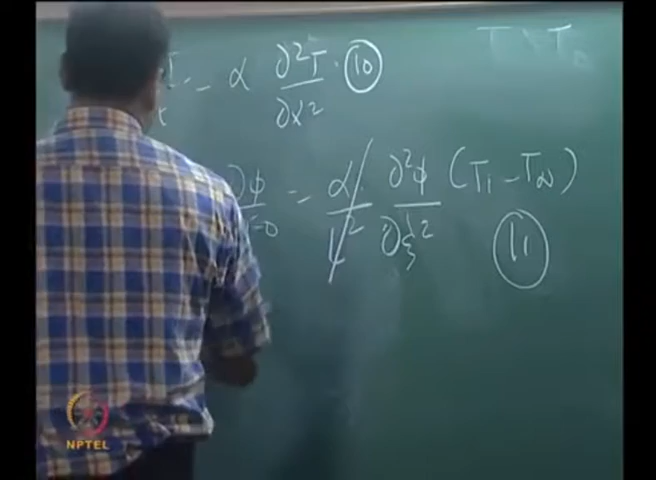 T - T∞
= α ∂²T/∂x² · (10)
∂φ = α/L² ∂²φ/∂ξ² (T₁ - T∞)
(11)
NPTEL